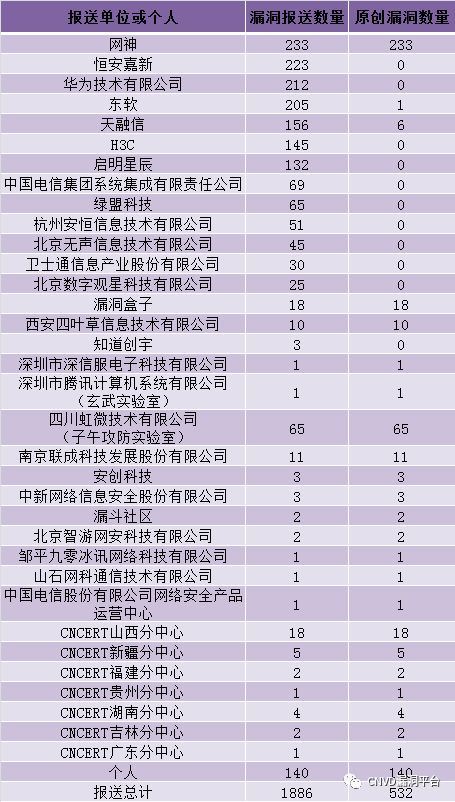 报送单位或个人 漏洞报送数量 原创漏洞数量
网神 233 233
恒安嘉新 223 0
华为技术有限公司 212 0
东软 205 1
天融信 156 6
H3C 145 0
启明星辰 132 0
中国电信集团系统集成有限责任公司 69 0
绿盟科技 65 0
杭州安恒信息技术有限公司 51 0
北京无声信息技术有限公司 45 0
卫士通信息产业股份有限公司 30 0
北京数字观星科技有限公司 25 0
漏洞盒子 18 18
西安四叶草信息技术有限公司 10 10
知道创宇 3 0
深圳市深信服电子科技有限公司 1 1
深圳市腾讯计算机系统有限公司
（玄武实验室） 1 1
四川虹微技术有限公司
（子午攻防实验室） 65 65
南京联成科技发展股份有限公司 11 11
安创科技 3 3
中新网络信息安全股份有限公司 3 3
漏斗社区 2 2
北京智游网安科技有限公司 2 2
邹平九零冰讯网络科技有限公司 1 1
山石网科通信技术有限公司 1 1
中国电信股份有限公司网络安全产品
运营中心 1 1
CNCERT山西分中心 18 18
CNCERT新疆分中心 5 5
CNCERT福建分中心 2 2
CNCERT贵州分中心 1 1
CNCERT湖南分中心 4 4
CNCERT吉林分中心 2 2
CNCERT广东分中心 1 1
个人 140 140
报送总计 1886 532
CNVD漏洞平台